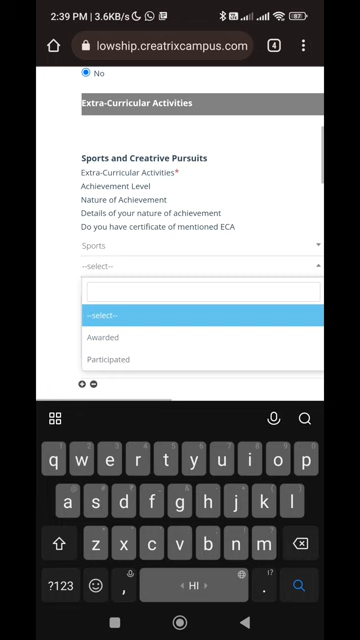 2:39 PM | 3.6KB/s
87
lowship.creatrixcampus.com
4
No
Extra-Curricular Activities
Sports and Creatrive Pursuits
Extra-Curricular Activities*
Achievement Level
Nature of Achievement
Details of your nature of achievement
Do you have certificate of mentioned ECA
Sports
--select--
--select--
Awarded
Participated
q w e r t y u i o p
a s d f g h j k l
z x c v b n m
?123 , HI .